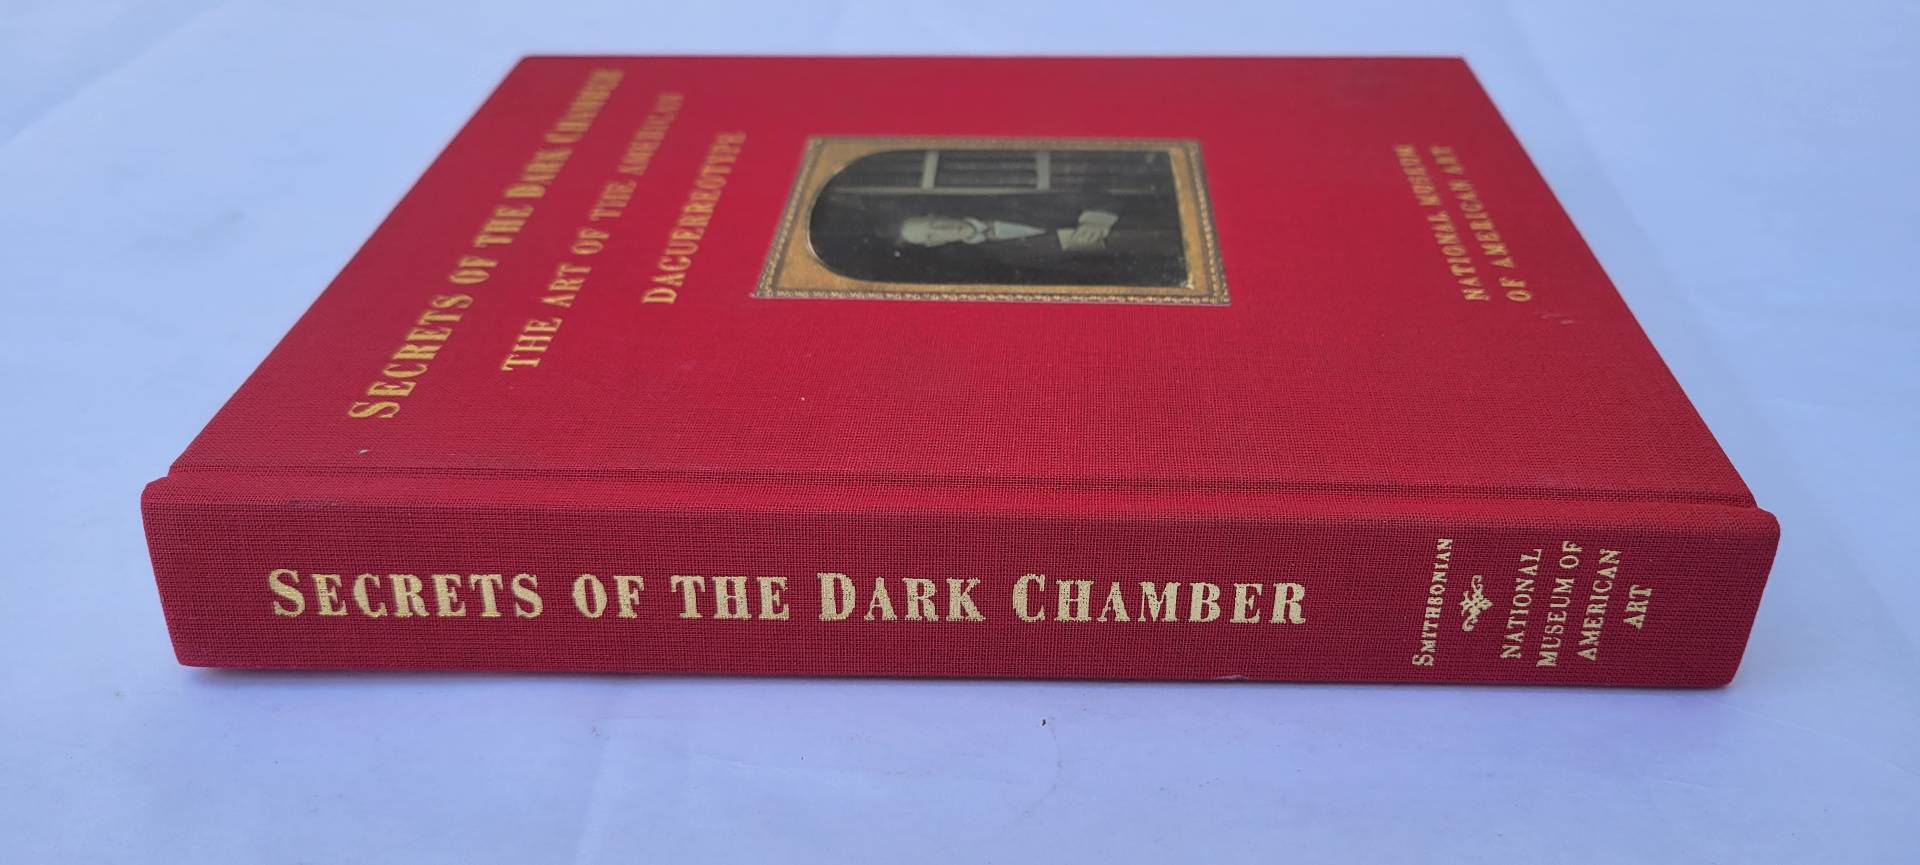 SECRETS OF THE DARK CHAMBER
THE ART OF THE AMERICAN
DAGUERREOTYPE
NATIONAL MUSEUM
OF AMERICAN ART
SECRETS OF THE DARK CHAMBER
SMITHSONIAN
NATIONAL
MUSEUM OF
AMERICAN
ART